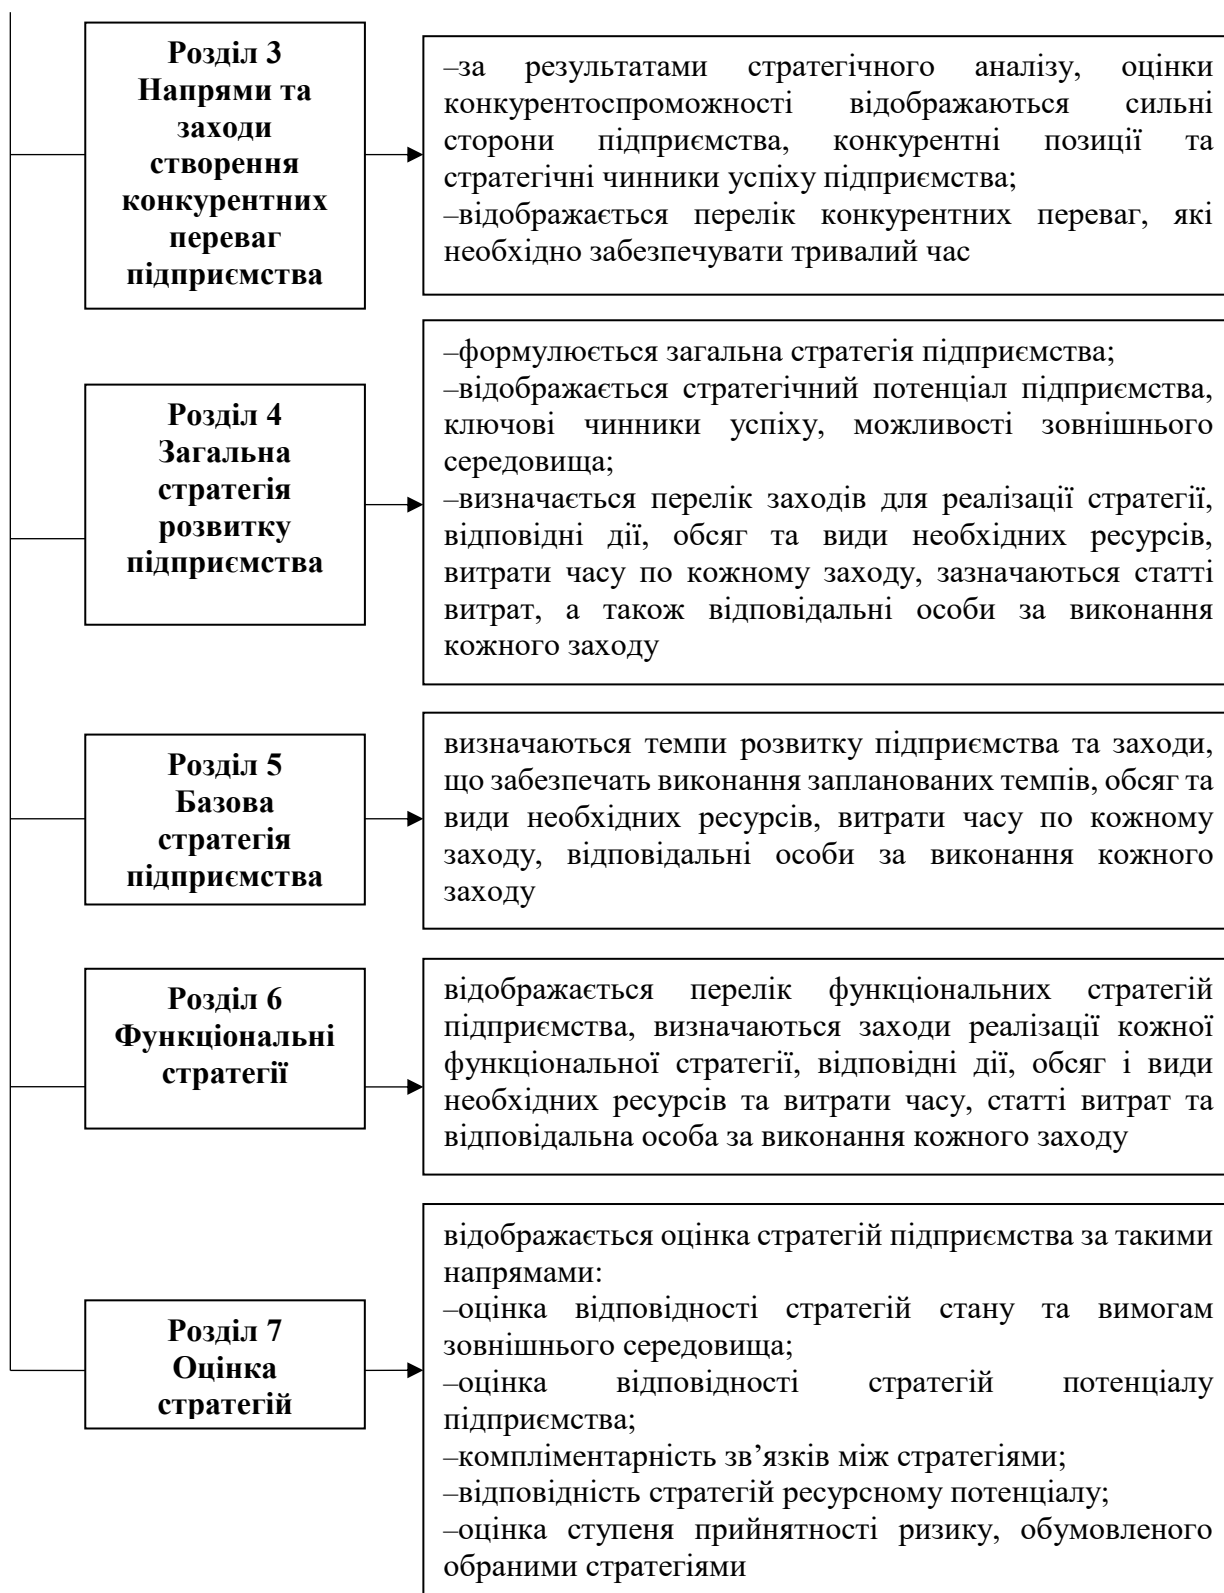 Розділ 3
Напрями та
заходи
створення
конкурентних
переваг
підприємства
–за результатами стратегічного аналізу, оцінки
конкурентоспроможності відображаються сильні
сторони підприємства, конкурентні позиції та
стратегічні чинники успіху підприємства;
–відображається перелік конкурентних переваг, які
необхідно забезпечувати тривалий час
Розділ 4
Загальна
стратегія
розвитку
підприємства
–формулюється загальна стратегія підприємства;
–відображається стратегічний потенціал підприємства,
ключові чинники успіху, можливості зовнішнього
середовища;
–визначається перелік заходів для реалізації стратегії,
відповідні дії, обсяг та види необхідних ресурсів,
витрати часу по кожному заходу, зазначаються статті
витрат, а також відповідальні особи за виконання
кожного заходу
Розділ 5
Базова
стратегія
підприємства
визначаються темпи розвитку підприємства та заходи,
що забезпечать виконання запланованих темпів, обсяг та
види необхідних ресурсів, витрати часу по кожному
заходу, відповідальні особи за виконання кожного
заходу
Розділ 6
Функціональні
стратегії
відображається перелік функціональних стратегій
підприємства, визначаються заходи реалізації кожної
функціональної стратегії, відповідні дії, обсяг і види
необхідних ресурсів та витрати часу, статті витрат та
відповідальна особа за виконання кожного заходу
Розділ 7
Оцінка
стратегій
відображається оцінка стратегій підприємства за такими
напрямами:
–оцінка відповідності стратегій стану та вимогам
зовнішнього середовища;
–оцінка відповідності стратегій потенціалу
підприємства;
–компліментарність зв’язків між стратегіями;
–відповідність стратегій ресурсному потенціалу;
–оцінка ступеня прийнятності ризику, обумовленого
обраними стратегіями